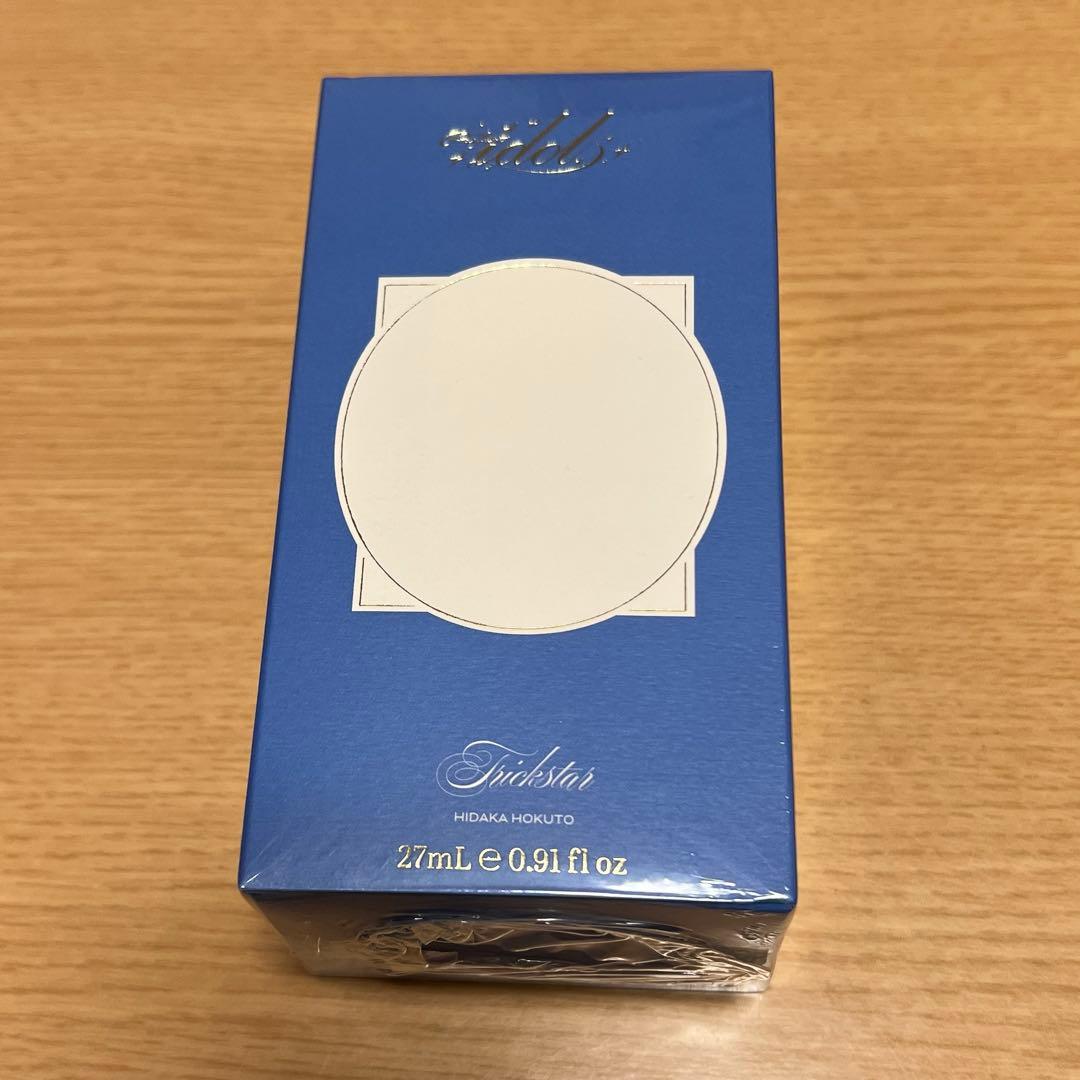 idol
Trickstar
HIDAKA HOKUTO
27mL ℮ 0.91 fl oz